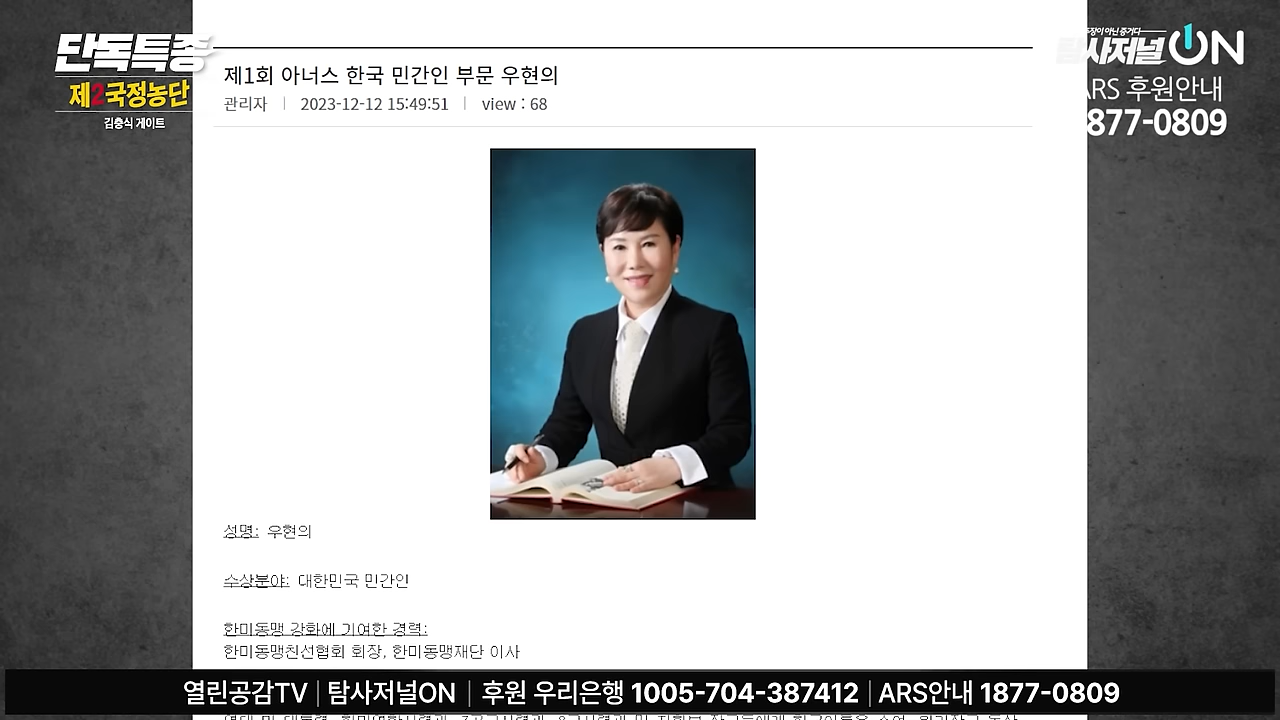 단독특종
제2국정농단
김충식 게이트
탐사저널ON
ARS 후원안내
877-0809
제1회 아너스 한국 민간인 부문 우현의
관리자 | 2023-12-12 15:49:51 | view : 68
성명: 우현의
수상분야: 대한민국 민간인
한미동맹 강화에 기여한 경력:
한미동맹친선협회 회장, 한미동맹재단 이사
열린공감TV | 탐사저널ON | 후원 우리은행 1005-704-387412 | ARS안내 1877-0809